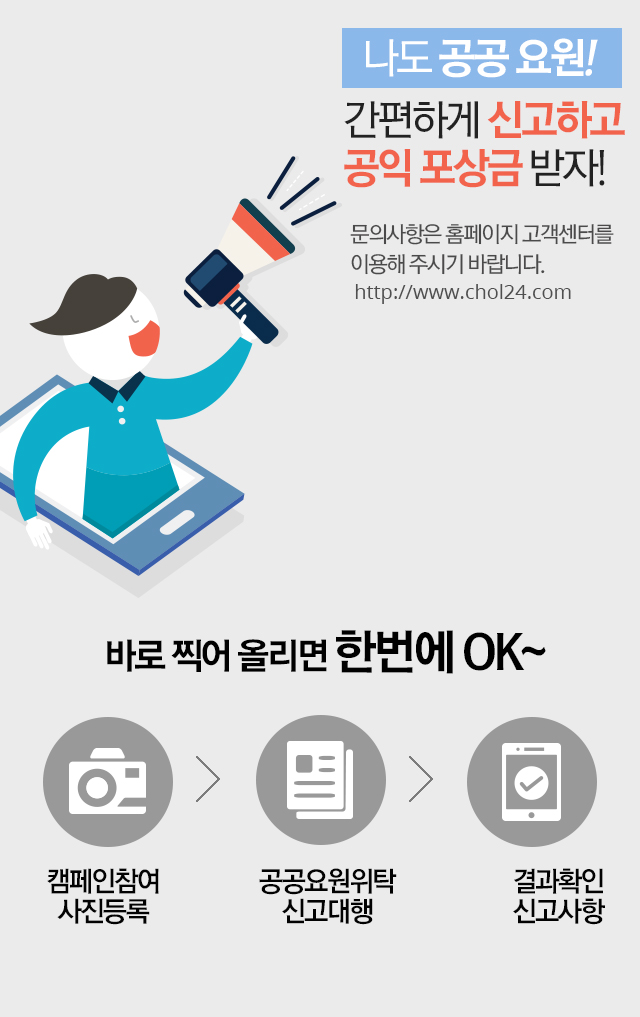 나도 공공 요원!
간편하게 신고하고
공익 포상금 받자!
문의사항은 홈페이지 고객센터를
이용해 주시기 바랍니다.
http://www.chol24.com
바로 찍어 올리면 한번에 OK~
캠페인참여
사진등록
공공요원위탁
신고대행
결과확인
신고사항